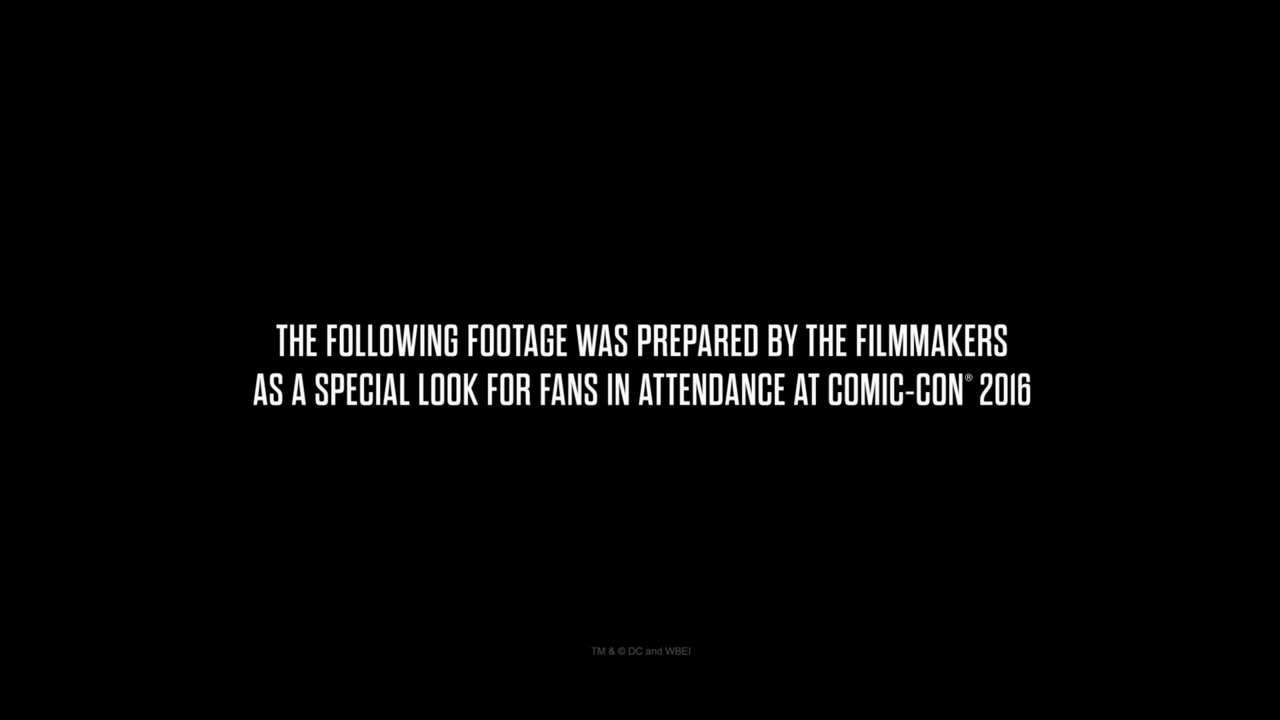 THE FOLLOWING FOOTAGE WAS PREPARED BY THE FILMMAKERS
AS A SPECIAL LOOK FOR FANS IN ATTENDANCE AT COMIC-CON® 2016
TM & © DC and WBEI